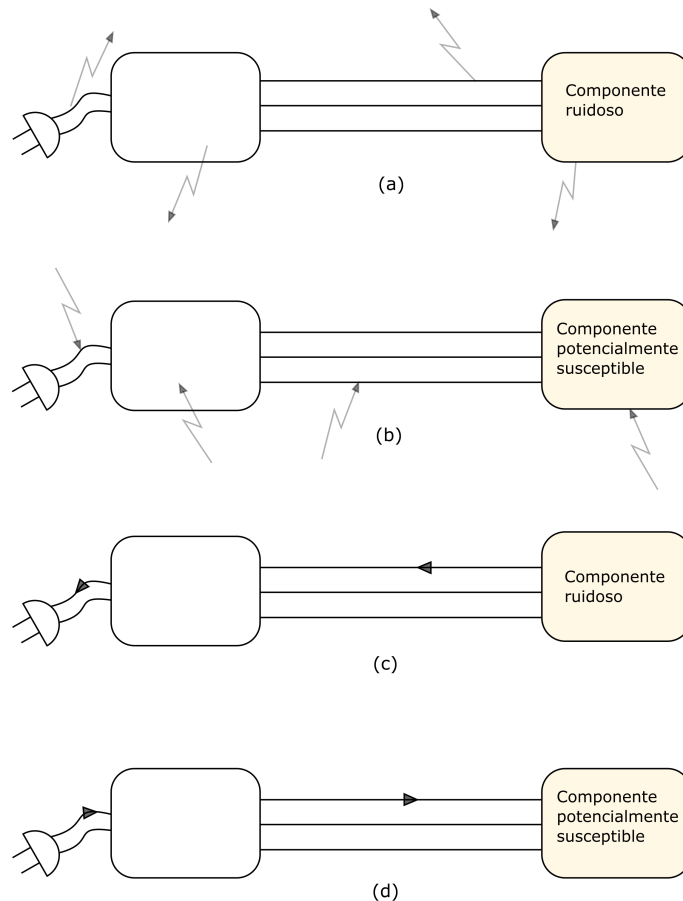 Componente
ruidoso
(a)
Componente
potencialmente
susceptible
(b)
Componente
ruidoso
(c)
Componente
potencialmente
susceptible
(d)